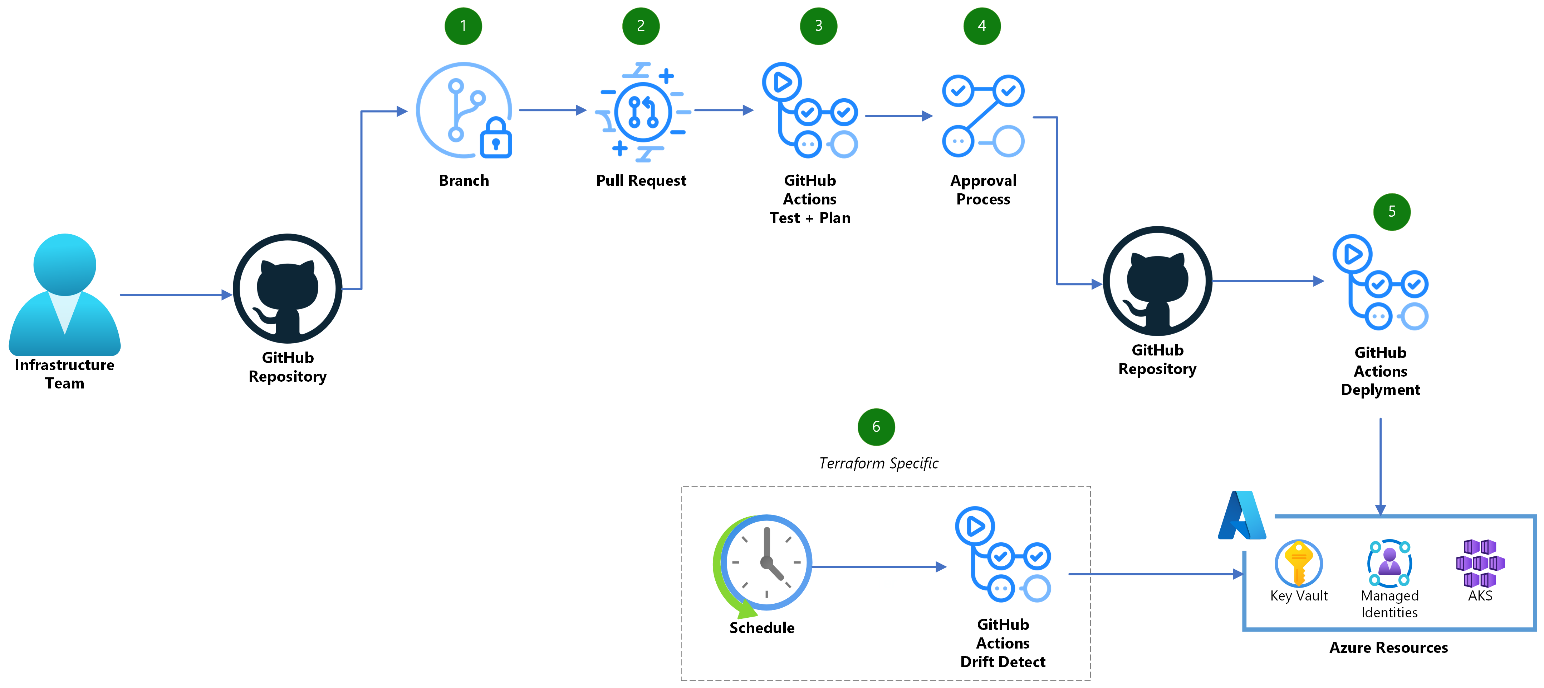 1
2
3
4
Branch
Pull Request
GitHub
Actions
Test + Plan
Approval
Process
5
Infrastructure
Team
GitHub
Repository
GitHub
Repository
GitHub
Actions
Deplyment
6
Terraform Specific
Schedule
GitHub
Actions
Drift Detect
Key Vault
Managed
Identities
AKS
Azure Resources